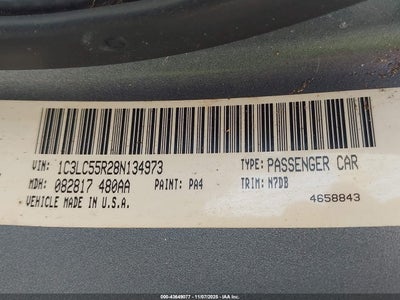 VIN: 1C3LC55R28N134973 TYPE: PASSENGER CAR
MDH: 082817 480AA PAINT: PA4 TRIM: N7DB
VEHICLE MADE IN U.S.A. 4658843
000-43649077 - 11/07/2025 - IAA Inc.